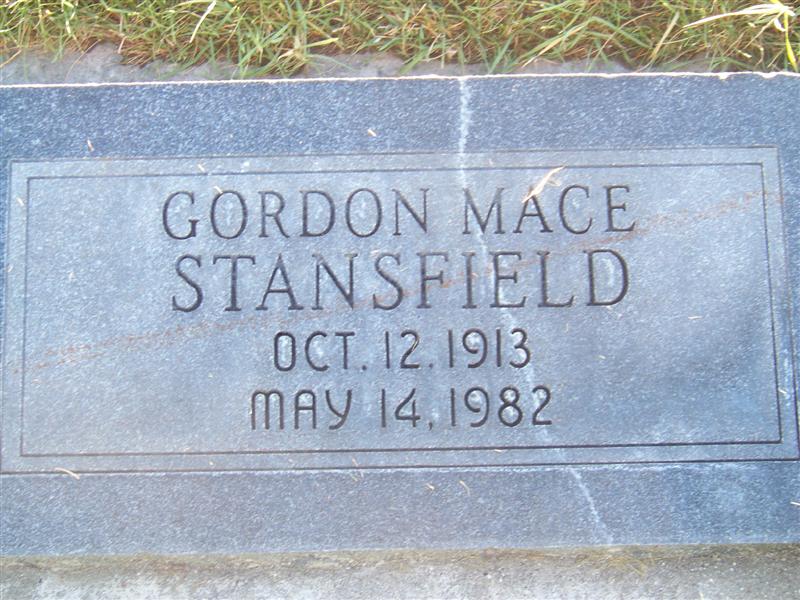 GORDON MACE
STANSFIELD
OCT. 12. 1913
MAY 14, 1982